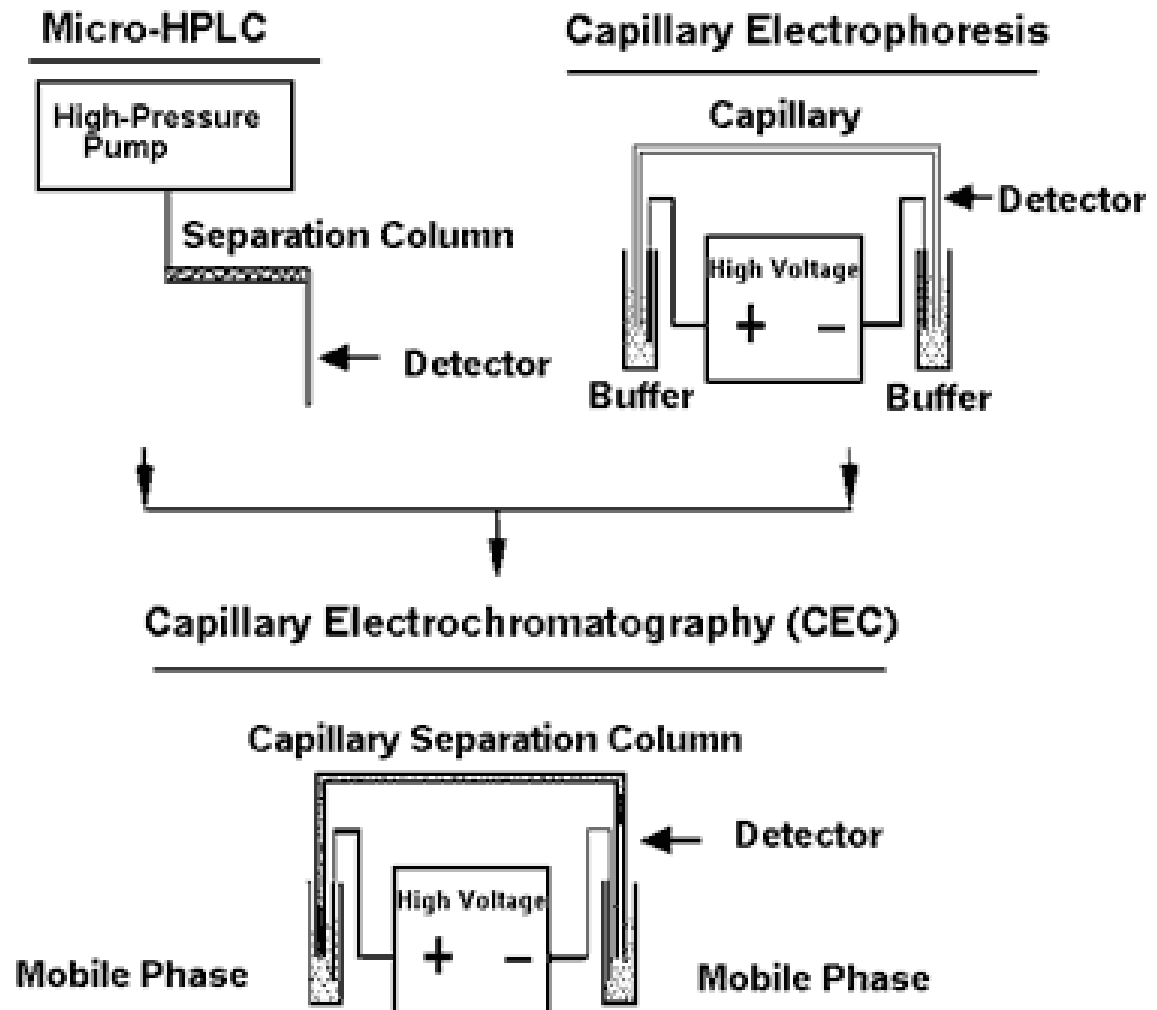 Micro-HPLC
High-Pressure
Pump
Separation Column
Detector
Capillary Electrophoresis
Capillary
Detector
High Voltage
+ −
Buffer
Buffer
Capillary Electrochromatography (CEC)
Capillary Separation Column
Detector
High Voltage
+ −
Mobile Phase
Mobile Phase